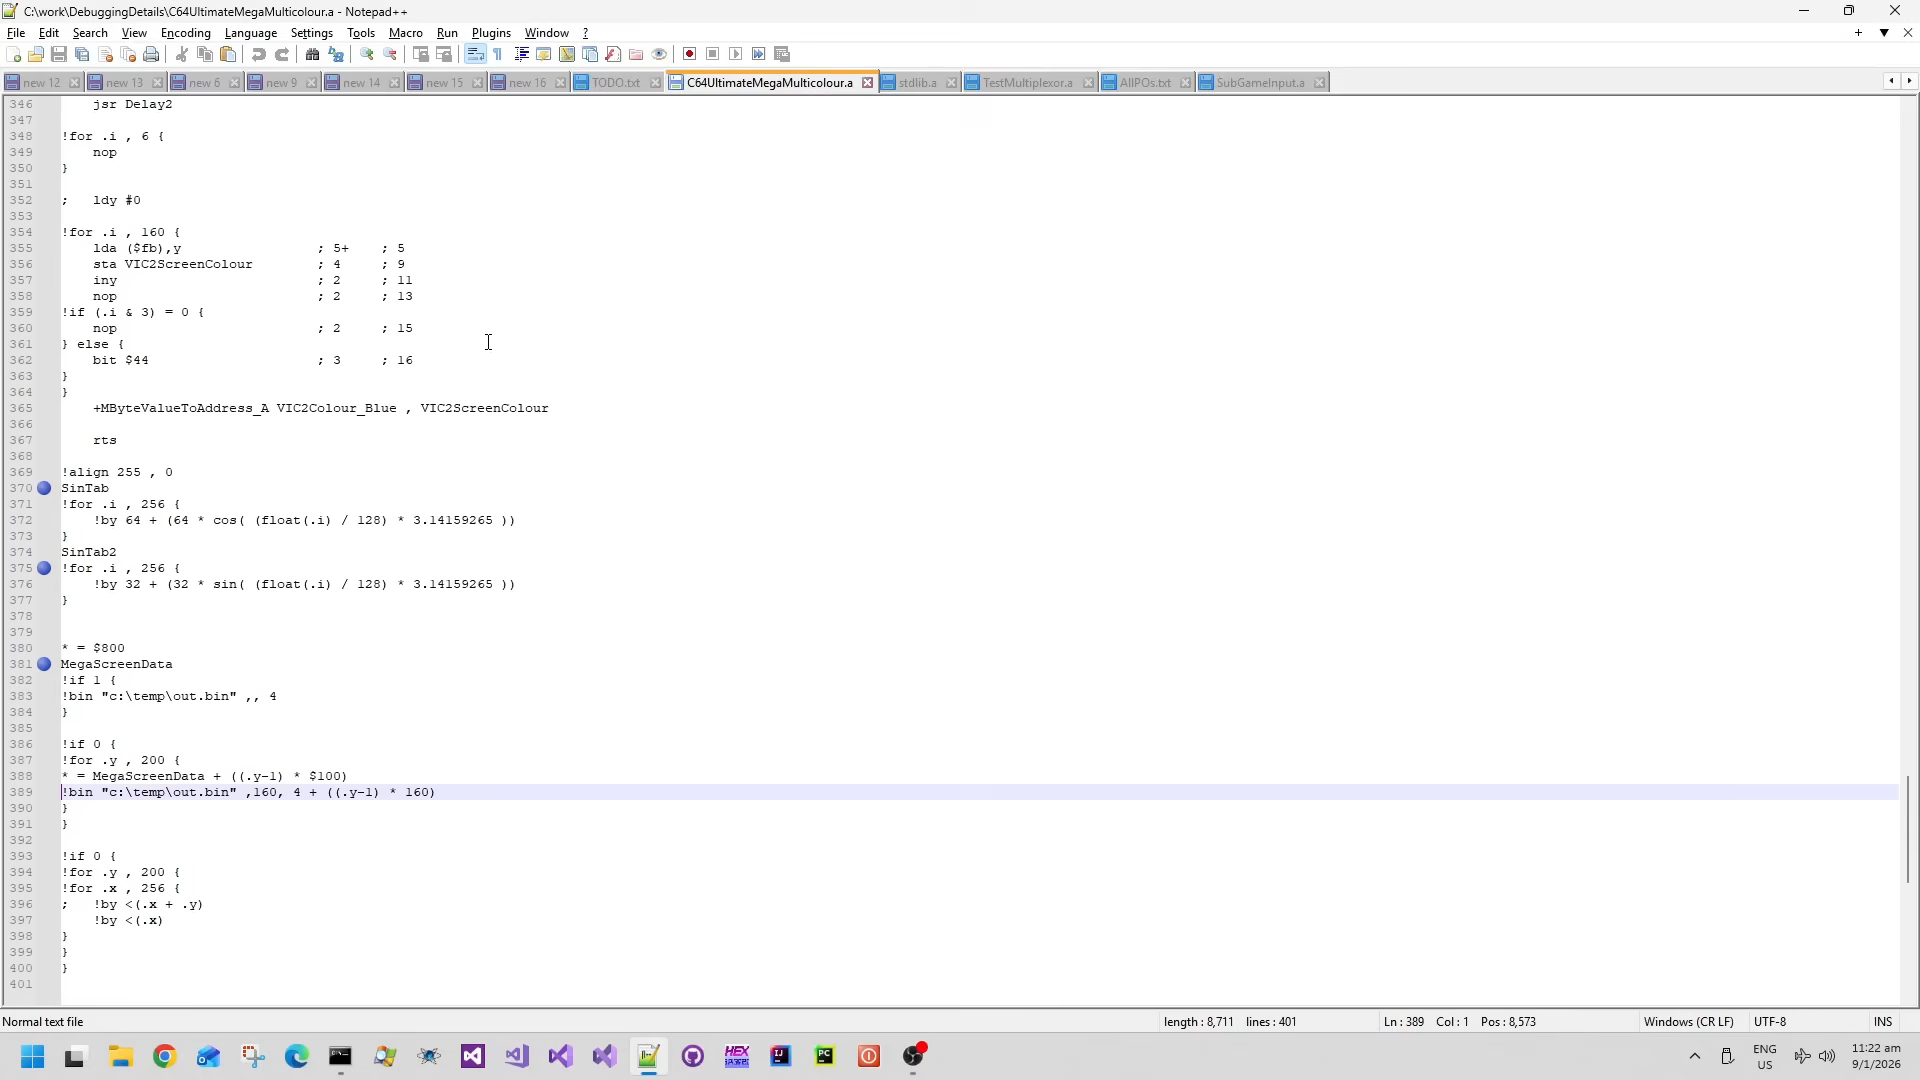 C:\work\DebuggingDetails\C64UltimateMegaMulticolour.a - Notepad++
File Edit Search View Encoding Language Settings Tools Macro Run Plugins Window ?
new 12 new 13 new 6 new 9 new 14 new 15 new 16 TODO.txt C64UltimateMegaMulticolour.a stdlib.a TestMultiplexor.a AllPOs.txt SubGameInput.a
346 jsr Delay2
347
348 !for .i , 6 {
349 nop
350 }
351
352 ; ldy #0
353
354 !for .i , 160 {
355 lda ($fb),y ; 5+ ; 5
356 sta VIC2ScreenColour ; 4 ; 9
357 iny ; 2 ; 11
358 nop ; 2 ; 13
359 !if (.i & 3) = 0 {
360 nop ; 2 ; 15
361 } else {
362 bit $44 ; 3 ; 16
363 }
364 }
365 +MByteValueToAddress_A VIC2Colour_Blue , VIC2ScreenColour
366
367 rts
368
369 !align 255 , 0
370 SinTab
371 !for .i , 256 {
372 !by 64 + (64 * cos( (float(.i) / 128) * 3.14159265 ))
373 }
374 SinTab2
375 !for .i , 256 {
376 !by 32 + (32 * sin( (float(.i) / 128) * 3.14159265 ))
377 }
378
379
380 * = $800
381 MegaScreenData
382 !if 1 {
383 !bin "c:\temp\out.bin" ,, 4
384 }
385
386 !if 0 {
387 !for .y , 200 {
388 * = MegaScreenData + ((.y-1) * $100)
389 !bin "c:\temp\out.bin" ,160, 4 + ((.y-1) * 160)
390 }
391 }
392
393 !if 0 {
394 !for .y , 200 {
395 !for .x , 256 {
396 ; !by <(.x + .y)
397 !by <(.x)
398 }
399 }
400 }
401
Normal text file length : 8,711 lines : 401 Ln : 389 Col : 1 Pos : 8,573 Windows (CR LF) UTF-8 INS
HEX IJ PC ENG US 11:22 am 9/1/2026